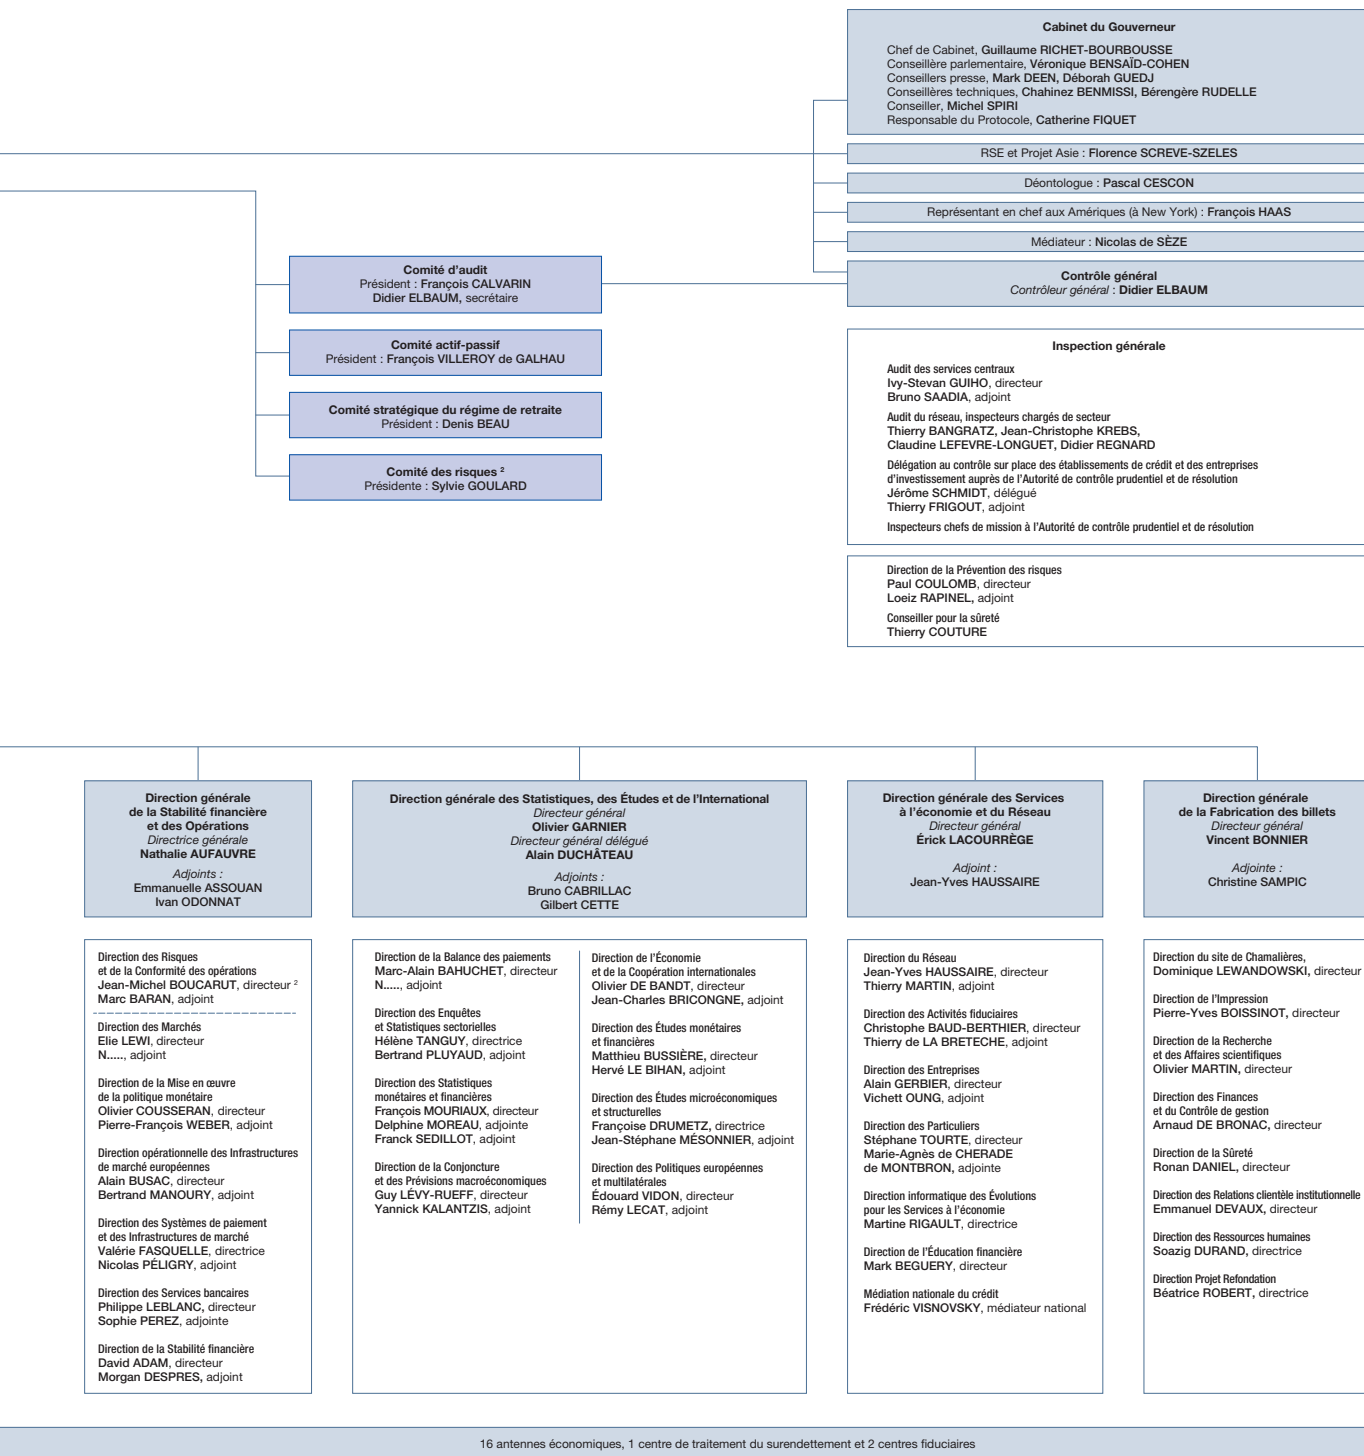 Cabinet du Gouverneur
Chef de Cabinet, Guillaume RICHET-BOURBOUSSE
Conseillère parlementaire, Véronique BENSAÏD-COHEN
Conseillers presse, Mark DEEN, Déborah GUEDJ
Conseillères techniques, Chahinez BENMISSI, Bérengère RUDELLE
Conseiller, Michel SPIRI
Responsable du Protocole, Catherine FIQUET
RSE et Projet Asie : Florence SCREVE-SZELES
Déontologue : Pascal CESCON
Représentant en chef aux Amériques (à New York) : François HAAS
Médiateur : Nicolas de SÈZE
Contrôle général
Contrôleur général : Didier ELBAUM
Comité d'audit
Président : François CALVARIN
Didier ELBAUM, secrétaire
Comité actif-passif
Président : François VILLEROY de GALHAU
Comité stratégique du régime de retraite
Président : Denis BEAU
Comité des risques ²
Présidente : Sylvie GOULARD
Inspection générale
Audit des services centraux
Ivy-Stevan GUIHO, directeur
Bruno SAADIA, adjoint
Audit du réseau, inspecteurs chargés de secteur
Thierry BANGRATZ, Jean-Christophe KREBS,
Claudine LEFEVRE-LONGUET, Didier REGNARD
Délégation au contrôle sur place des établissements de crédit et des entreprises
d'investissement auprès de l'Autorité de contrôle prudentiel et de résolution
Jérôme SCHMIDT, délégué
Thierry FRIGOUT, adjoint
Inspecteurs chefs de mission à l'Autorité de contrôle prudentiel et de résolution
Direction de la Prévention des risques
Paul COULOMB, directeur
Loeiz RAPINEL, adjoint
Conseiller pour la sûreté
Thierry COUTURE
Direction générale
de la Stabilité financière
et des Opérations
Directrice générale
Nathalie AUFAUVRE
Adjoints :
Emmanuelle ASSOUAN
Ivan ODONNAT
Direction des Risques
et de la Conformité des opérations
Jean-Michel BOUCARUT, directeur ²
Marc BARAN, adjoint
Direction des Marchés
Elie LEWI, directeur
N....., adjoint
Direction de la Mise en œuvre
de la politique monétaire
Olivier COUSSERAN, directeur
Pierre-François WEBER, adjoint
Direction opérationnelle des Infrastructures
de marché européennes
Alain BUSAC, directeur
Bertrand MANOURY, adjoint
Direction des Systèmes de paiement
et des Infrastructures de marché
Valérie FASQUELLE, directrice
Nicolas PÉLIGRY, adjoint
Direction des Services bancaires
Philippe LEBLANC, directeur
Sophie PEREZ, adjointe
Direction de la Stabilité financière
David ADAM, directeur
Morgan DESPRES, adjoint
Direction générale des Statistiques, des Études et de l'International
Directeur général
Olivier GARNIER
Directeur général délégué
Alain DUCHÂTEAU
Adjoints :
Bruno CABRILLAC
Gilbert CETTE
Direction de la Balance des paiements
Marc-Alain BAHUCHET, directeur
N....., adjoint
Direction des Enquêtes
et Statistiques sectorielles
Hélène TANGUY, directrice
Bertrand PLUYAUD, adjoint
Direction des Statistiques
monétaires et financières
François MOURIAUX, directeur
Delphine MOREAU, adjointe
Franck SEDILLOT, adjoint
Direction de la Conjoncture
et des Prévisions macroéconomiques
Guy LÉVY-RUEFF, directeur
Yannick KALANTZIS, adjoint
Direction de l'Économie
et de la Coopération internationales
Olivier DE BANDT, directeur
Jean-Charles BRICONGNE, adjoint
Direction des Études monétaires
et financières
Matthieu BUSSIÈRE, directeur
Hervé LE BIHAN, adjoint
Direction des Études microéconomiques
et structurelles
Françoise DRUMETZ, directrice
Jean-Stéphane MÉSONNIER, adjoint
Direction des Politiques européennes
et multilatérales
Édouard VIDON, directeur
Rémy LECAT, adjoint
Direction générale des Services
à l'économie et du Réseau
Directeur général
Érick LACOURRÈGE
Adjoint :
Jean-Yves HAUSSAIRE
Direction du Réseau
Jean-Yves HAUSSAIRE, directeur
Thierry MARTIN, adjoint
Direction des Activités fiduciaires
Christophe BAUD-BERTHIER, directeur
Thierry de LA BRETECHE, adjoint
Direction des Entreprises
Alain GERBIER, directeur
Vichett OUNG, adjoint
Direction des Particuliers
Stéphane TOURTE, directeur
Marie-Agnès de CHERADE
de MONTBRON, adjointe
Direction informatique des Évolutions
pour les Services à l'économie
Martine RIGAULT, directrice
Direction de l'Éducation financière
Mark BEGUERY, directeur
Médiation nationale du crédit
Frédéric VISNOVSKY, médiateur national
Direction générale
de la Fabrication des billets
Directeur général
Vincent BONNIER
Adjointe :
Christine SAMPIC
Direction du site de Chamalières,
Dominique LEWANDOWSKI, directeur
Direction de l'Impression
Pierre-Yves BOISSINOT, directeur
Direction de la Recherche
et des Affaires scientifiques
Olivier MARTIN, directeur
Direction des Finances
et du Contrôle de gestion
Arnaud DE BRONAC, directeur
Direction de la Sûreté
Ronan DANIEL, directeur
Direction des Relations clientèle institutionnelle
Emmanuel DEVAUX, directeur
Direction des Ressources humaines
Soazig DURAND, directrice
Direction Projet Refondation
Béatrice ROBERT, directrice
16 antennes économiques, 1 centre de traitement du surendettement et 2 centres fiduciaires